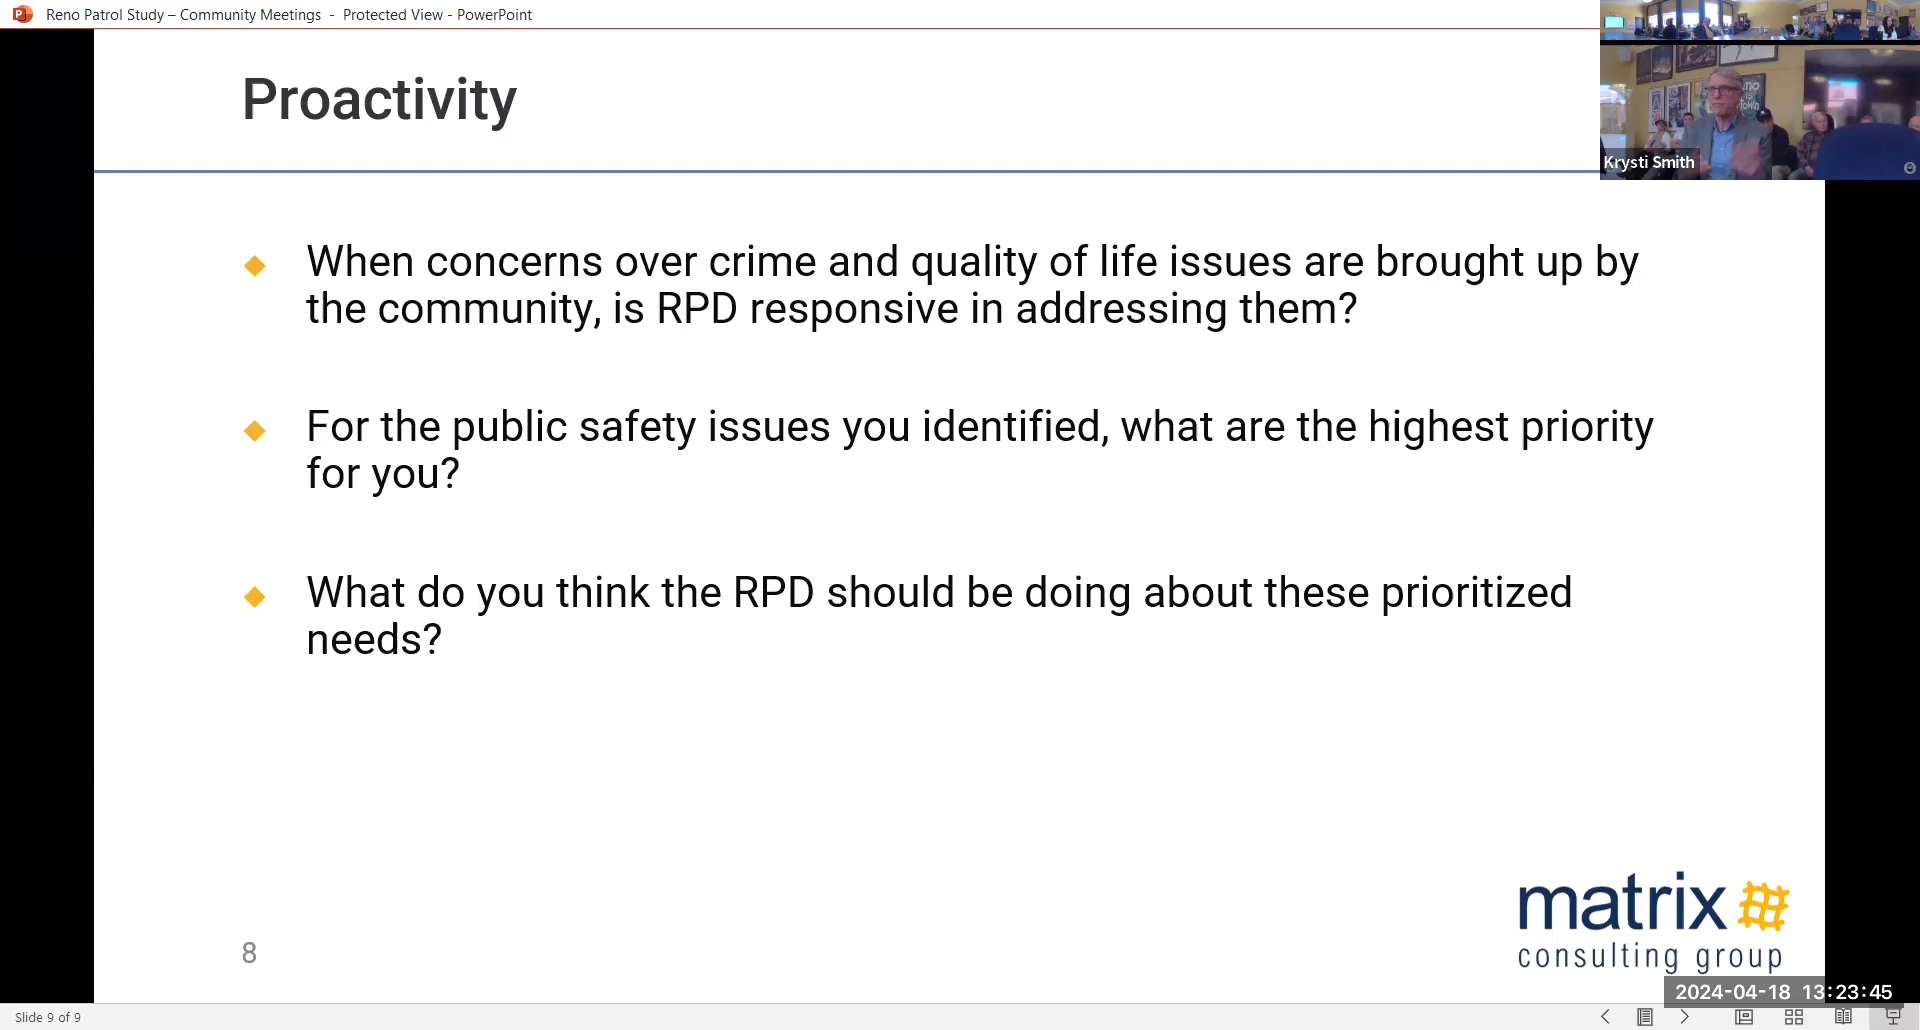 Reno Patrol Study – Community Meetings - Protected View - PowerPoint
Proactivity
Krysti Smith
When concerns over crime and quality of life issues are brought up by
the community, is RPD responsive in addressing them?
For the public safety issues you identified, what are the highest priority
for you?
What do you think the RPD should be doing about these prioritized
needs?
8
matrix
consulting group
2024-04-18 13:23:45
Slide 9 of 9